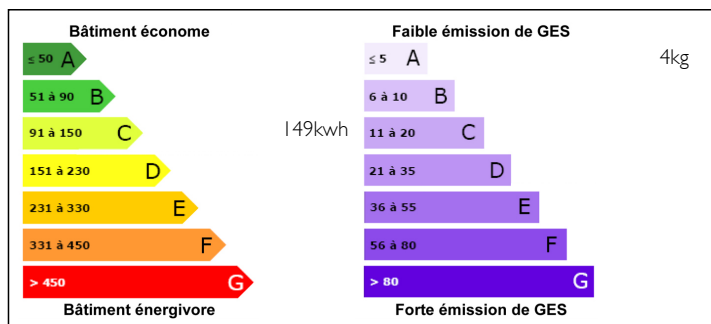 Bâtiment économe
≤ 50 A
51 à 90 B
91 à 150 C
149kwh
151 à 230 D
231 à 330 E
331 à 450 F
> 450 G
Bâtiment énergivore
Faible émission de GES
≤ 5 A
4kg
6 à 10 B
11 à 20 C
21 à 35 D
36 à 55 E
56 à 80 F
> 80 G
Forte émission de GES